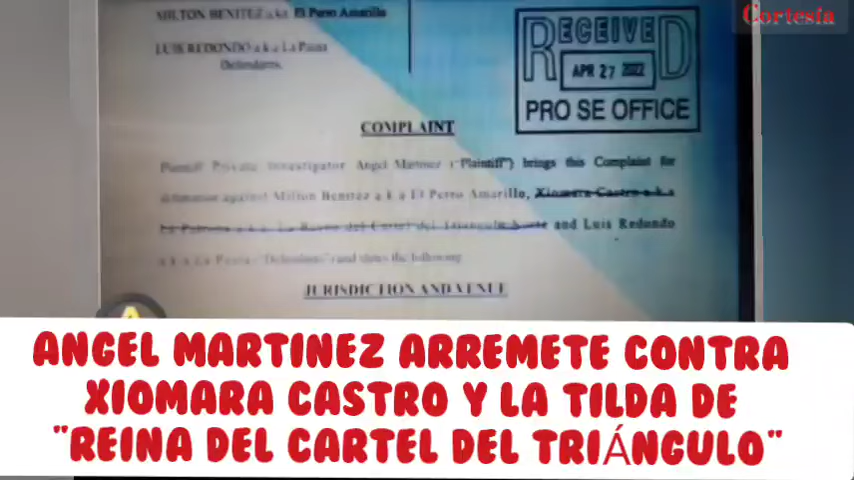 Cortesía
MILTON BENITEZ a.k.a. El Perro Amarillo
LUIS REDONDO a.k.a La Pausa
Defendants.
RECEIVED
APR 27 2022
PRO SE OFFICE
COMPLAINT
Plaintiff Private Investigator Angel Martinez ("Plaintiff") brings this Complaint for
defamation against Milton Benitez a k a El Perro Amarillo, Xiomara Castro a.k.a
La Patrona a.k.a. La Reina del Cartel del Triangulo and Luis Redondo
a k a La "Defendants") and states the following
JURISDICTION AND VENUE
ANGEL MARTINEZ ARREMETE CONTRA
XIOMARA CASTRO Y LA TILDA DE
"REINA DEL CARTEL DEL TRIÁNGULO"